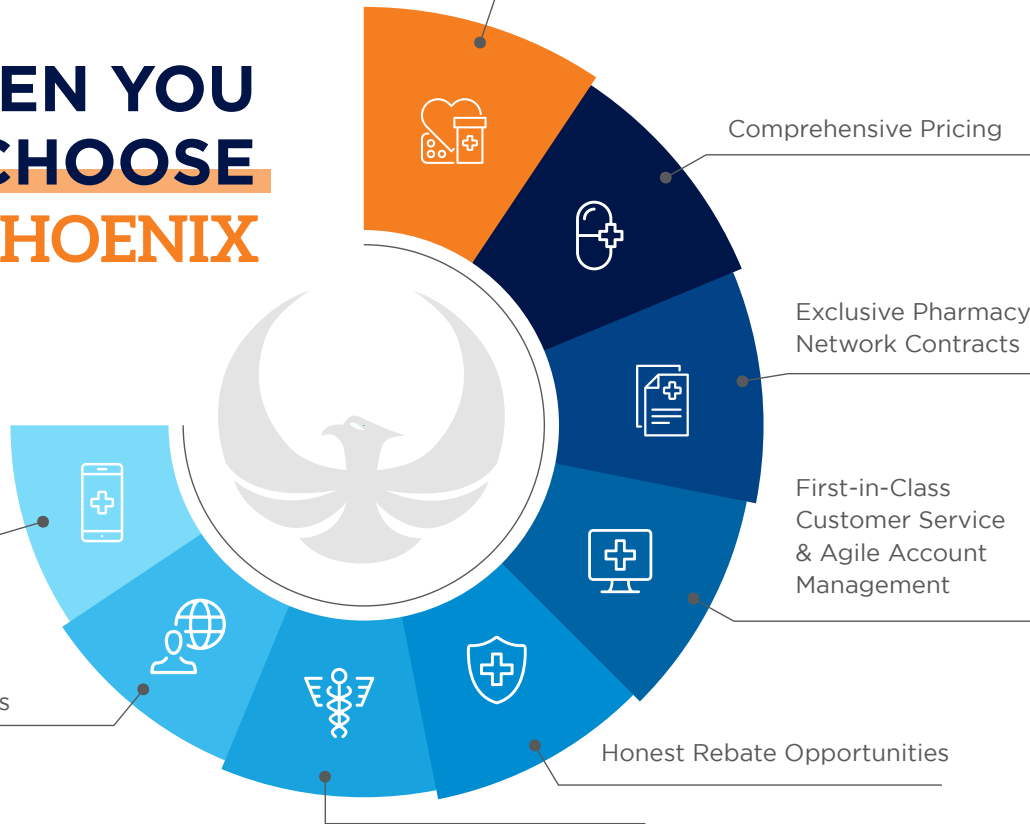 EN YOU
CHOOSE
HOENIX
Comprehensive Pricing
Exclusive Pharmacy
Network Contracts
First-in-Class
Customer Service
& Agile Account
Management
s
Honest Rebate Opportunities